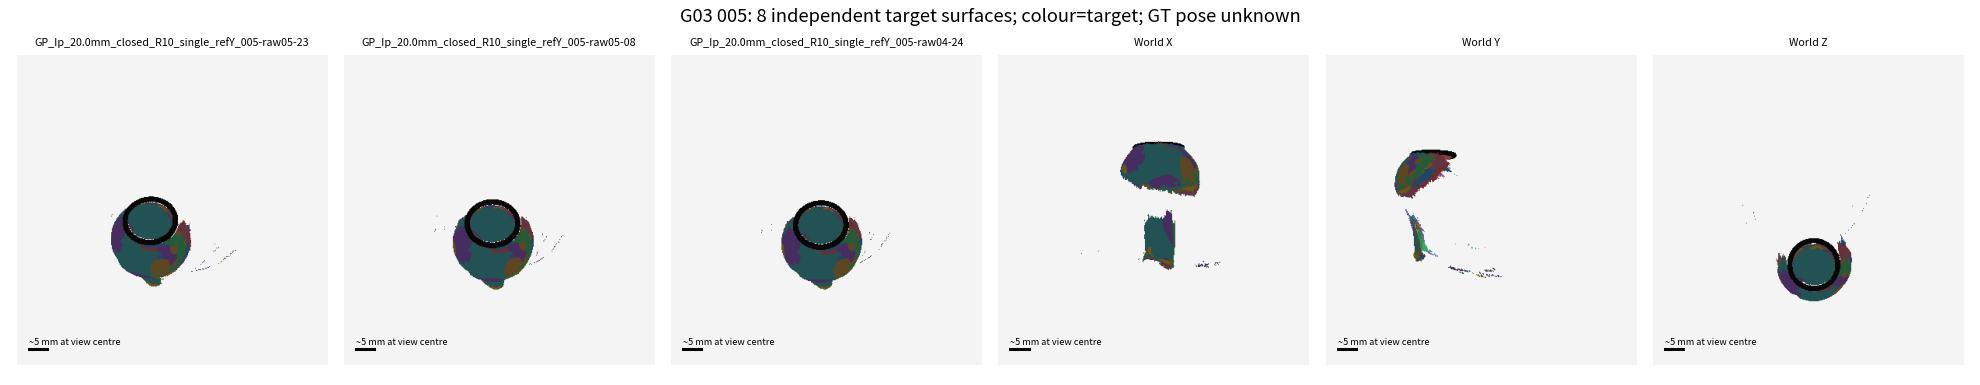 G03 005: 8 independent target surfaces; colour=target; GT pose unknown
GP_Ip_20.0mm_closed_R10_single_refY_005-raw05-23
GP_Ip_20.0mm_closed_R10_single_refY_005-raw05-08
GP_Ip_20.0mm_closed_R10_single_refY_005-raw04-24
World X
World Y
World Z
~5 mm at view centre
~5 mm at view centre
~5 mm at view centre
~5 mm at view centre
~5 mm at view centre
~5 mm at view centre